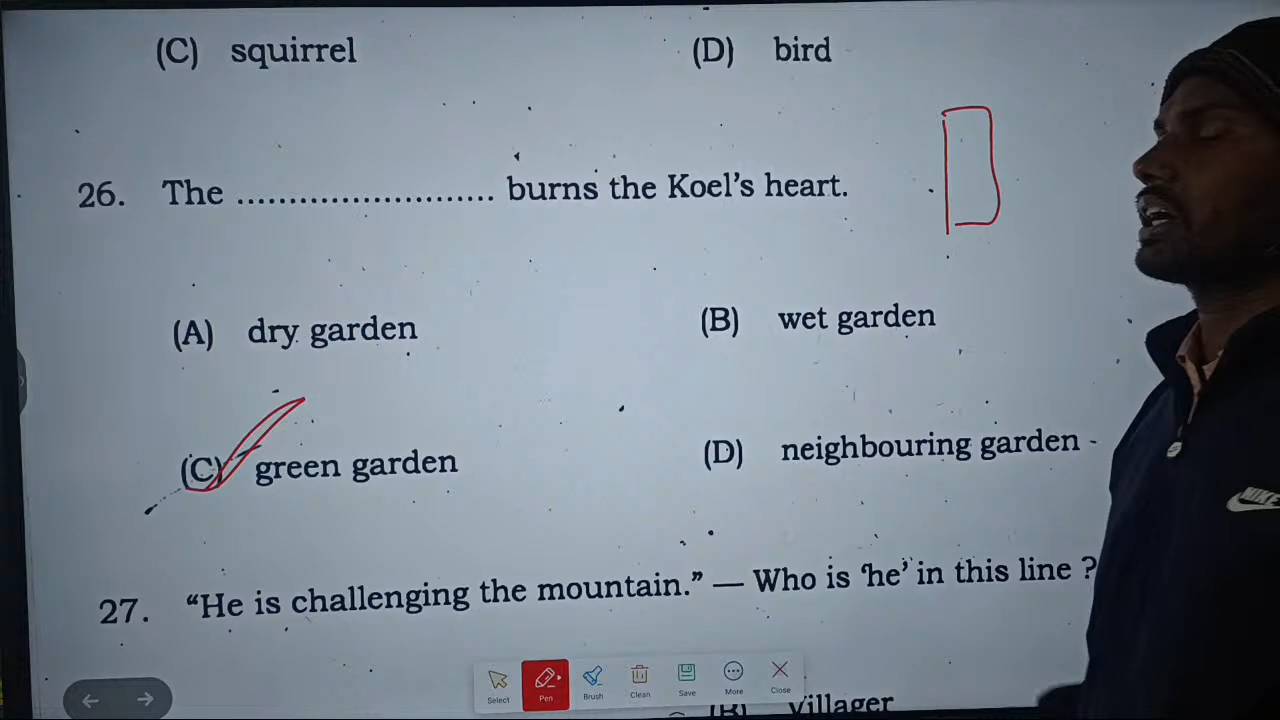 (C) squirrel (D) bird
26. The ......................... burns the Koel's heart.
(A) dry garden (B) wet garden
(C) green garden (D) neighbouring garden
27. “He is challenging the mountain.” — Who is ‘he’ in this line ?
villager
Select Pen Brush Clean Save More Close
NIKE